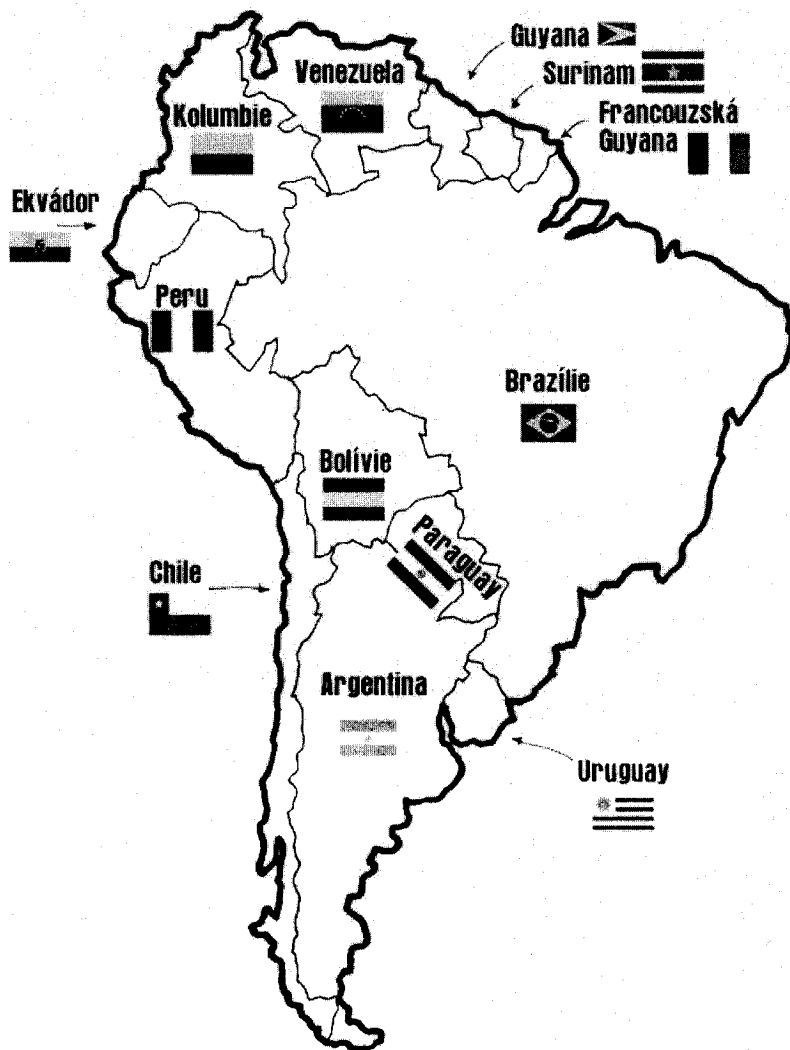 Guyana
Surinam
Francouzská
Guyana
Venezuela
Kolumbie
Ekvádor
Peru
Brazílie
Bolívie
Paraguay
Chile
Argentina
Uruguay